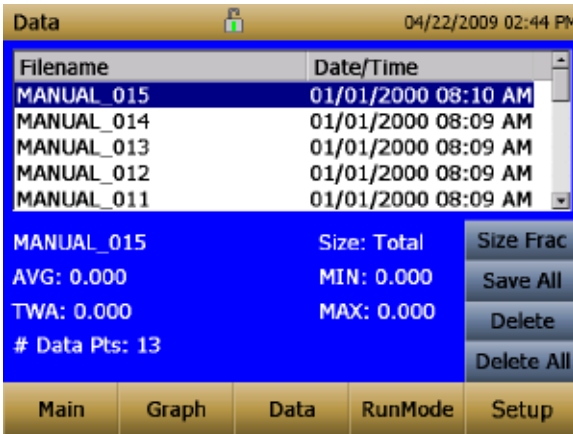 Data 04/22/2009 02:44 PM
Filename Date/Time
MANUAL_015 01/01/2000 08:10 AM
MANUAL_014 01/01/2000 08:09 AM
MANUAL_013 01/01/2000 08:09 AM
MANUAL_012 01/01/2000 08:09 AM
MANUAL_011 01/01/2000 08:09 AM
MANUAL_015 Size: Total Size Frac
AVG: 0.000 MIN: 0.000 Save All
TWA: 0.000 MAX: 0.000 Delete
# Data Pts: 13 Delete All
Main Graph Data RunMode Setup